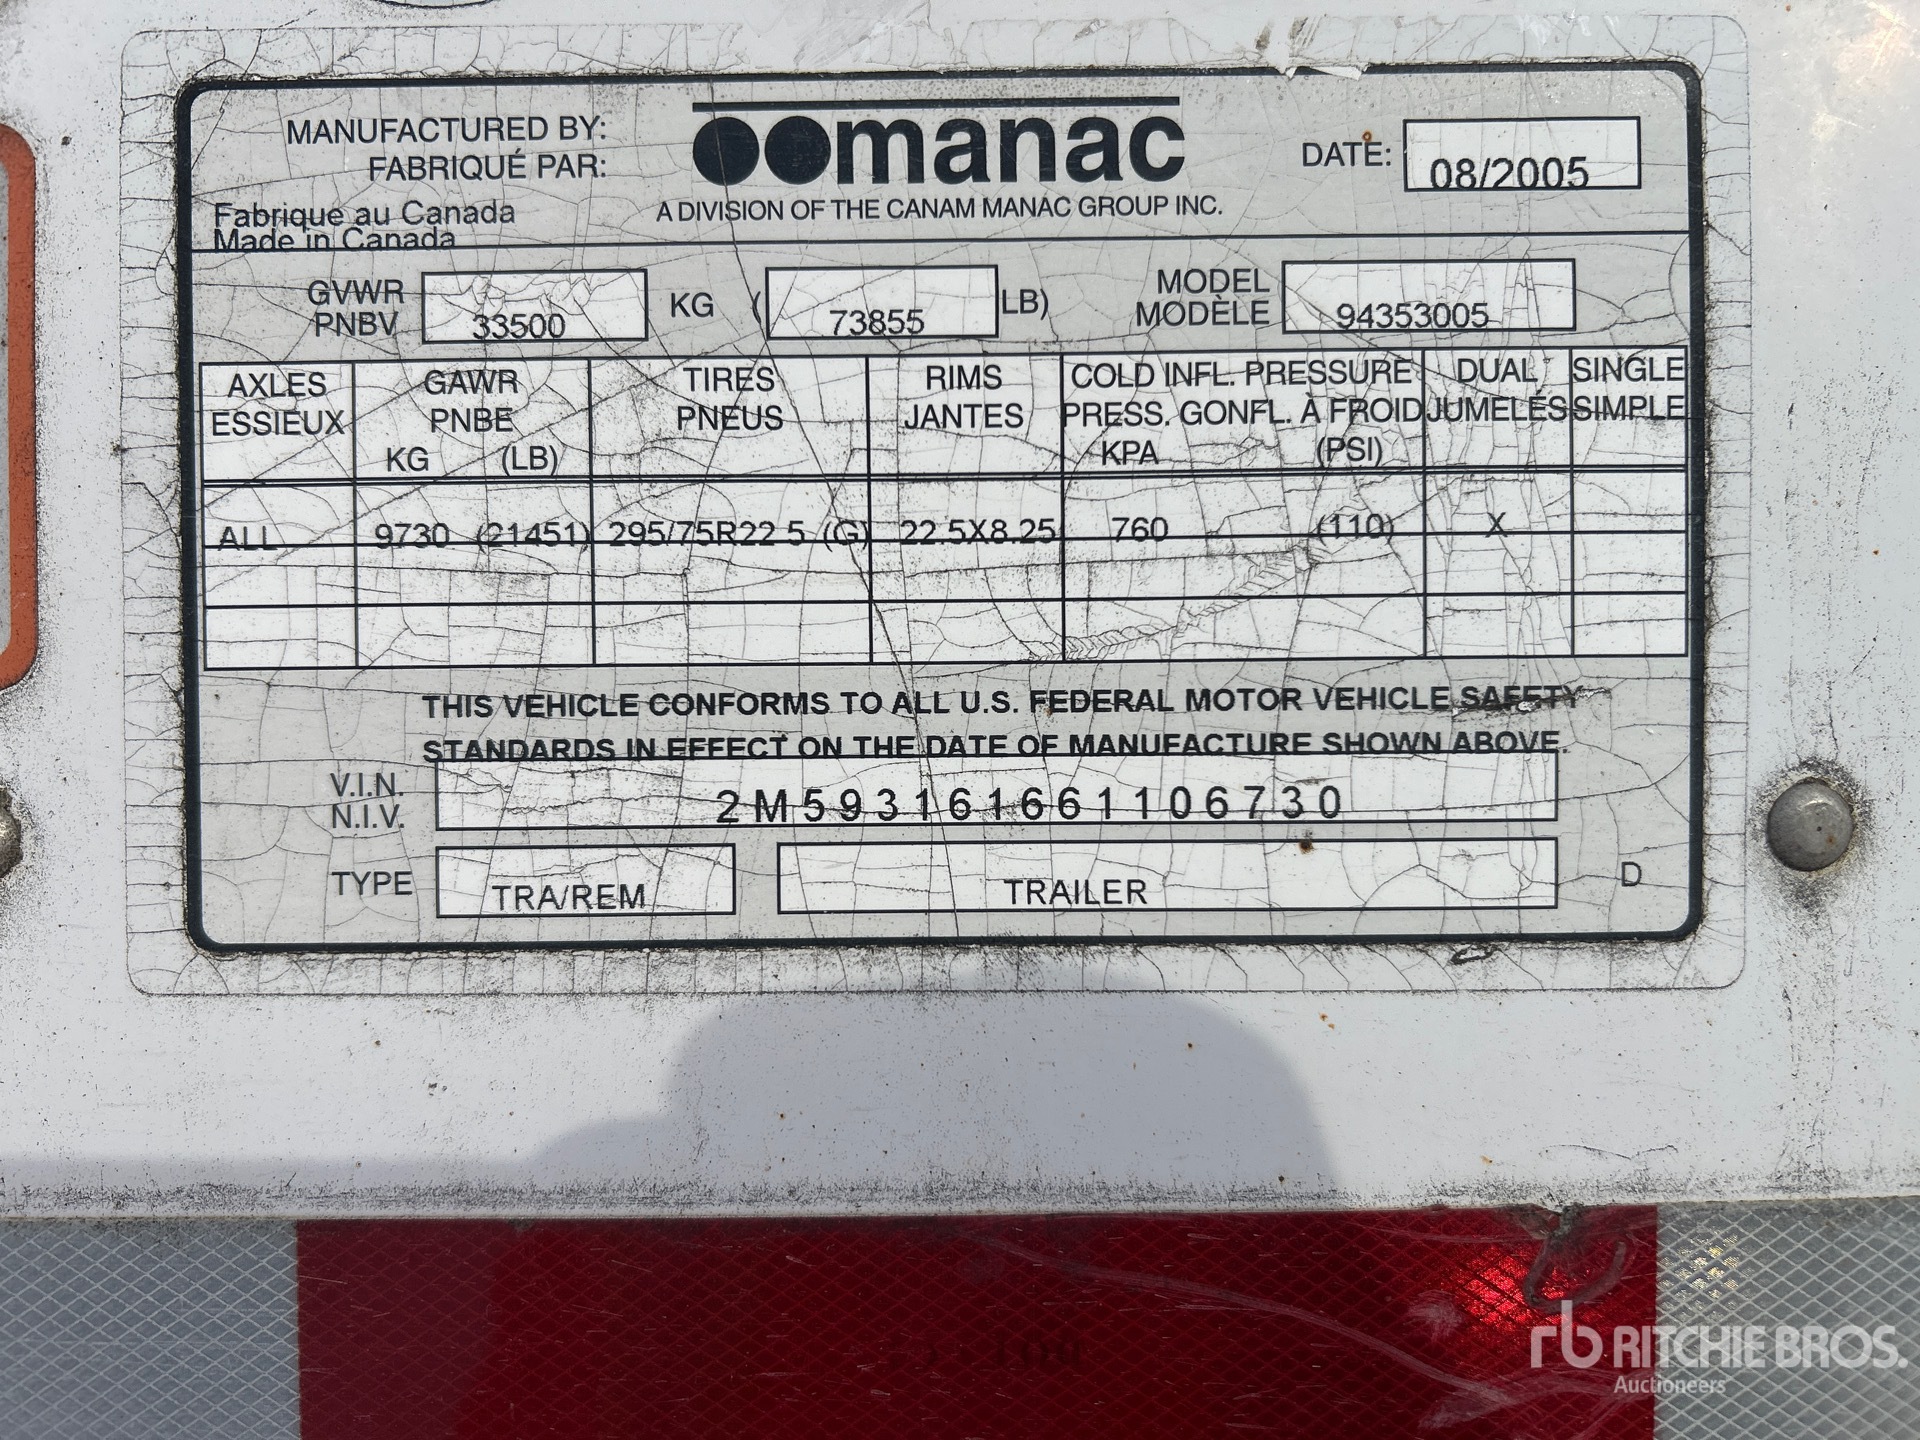 MANUFACTURED BY:
FABRIQUÉ PAR:
manac
DATE: 08/2005
Fabrique au Canada
Made in Canada
A DIVISION OF THE CANAM MANAC GROUP INC.
GVWR
PNBV
33500 KG ( 73855 LB)
MODEL
MODÈLE
94353005
AXLES
ESSIEUX
GAWR
PNBE
KG (LB)
TIRES
PNEUS
RIMS
JANTES
COLD INFL. PRESSURE
PRESS. GONFL. À FROID
KPA (PSI)
DUAL
JUMELÉS
SINGLE
SIMPLE
ALL 9730 (21451) 295/75R22.5 (G) 22.5X8.25 760 (110) X
THIS VEHICLE CONFORMS TO ALL U.S. FEDERAL MOTOR VEHICLE SAFETY
STANDARDS IN EFFECT ON THE DATE OF MANUFACTURE SHOWN ABOVE.
V.I.N.
N.I.V.
2M593161661106730
TYPE TRA/REM TRAILER D
rb RITCHIE BROS.
Auctioneers